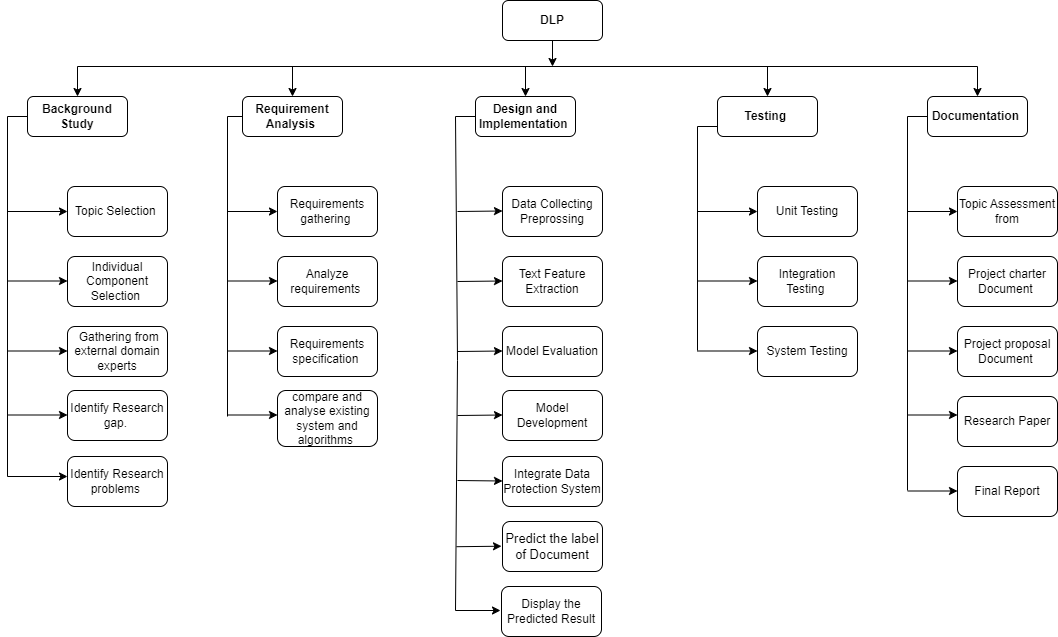 DLP
Background
Study
Requirement
Analysis
Design and
Implementation
Testing
Documentation
Topic Selection
Individual
Component
Selection
Gathering from
external domain
experts
Identify Research
gap.
Identify Research
problems
Requirements
gathering
Analyze
requirements
Requirements
specification
compare and
analyse existing
system and
algorithms
Data Collecting
Preprossing
Text Feature
Extraction
Model Evaluation
Model
Development
Integrate Data
Protection System
Predict the label
of Document
Display the
Predicted Result
Unit Testing
Integration
Testing
System Testing
Topic Assessment
from
Project charter
Document
Project proposal
Document
Research Paper
Final Report